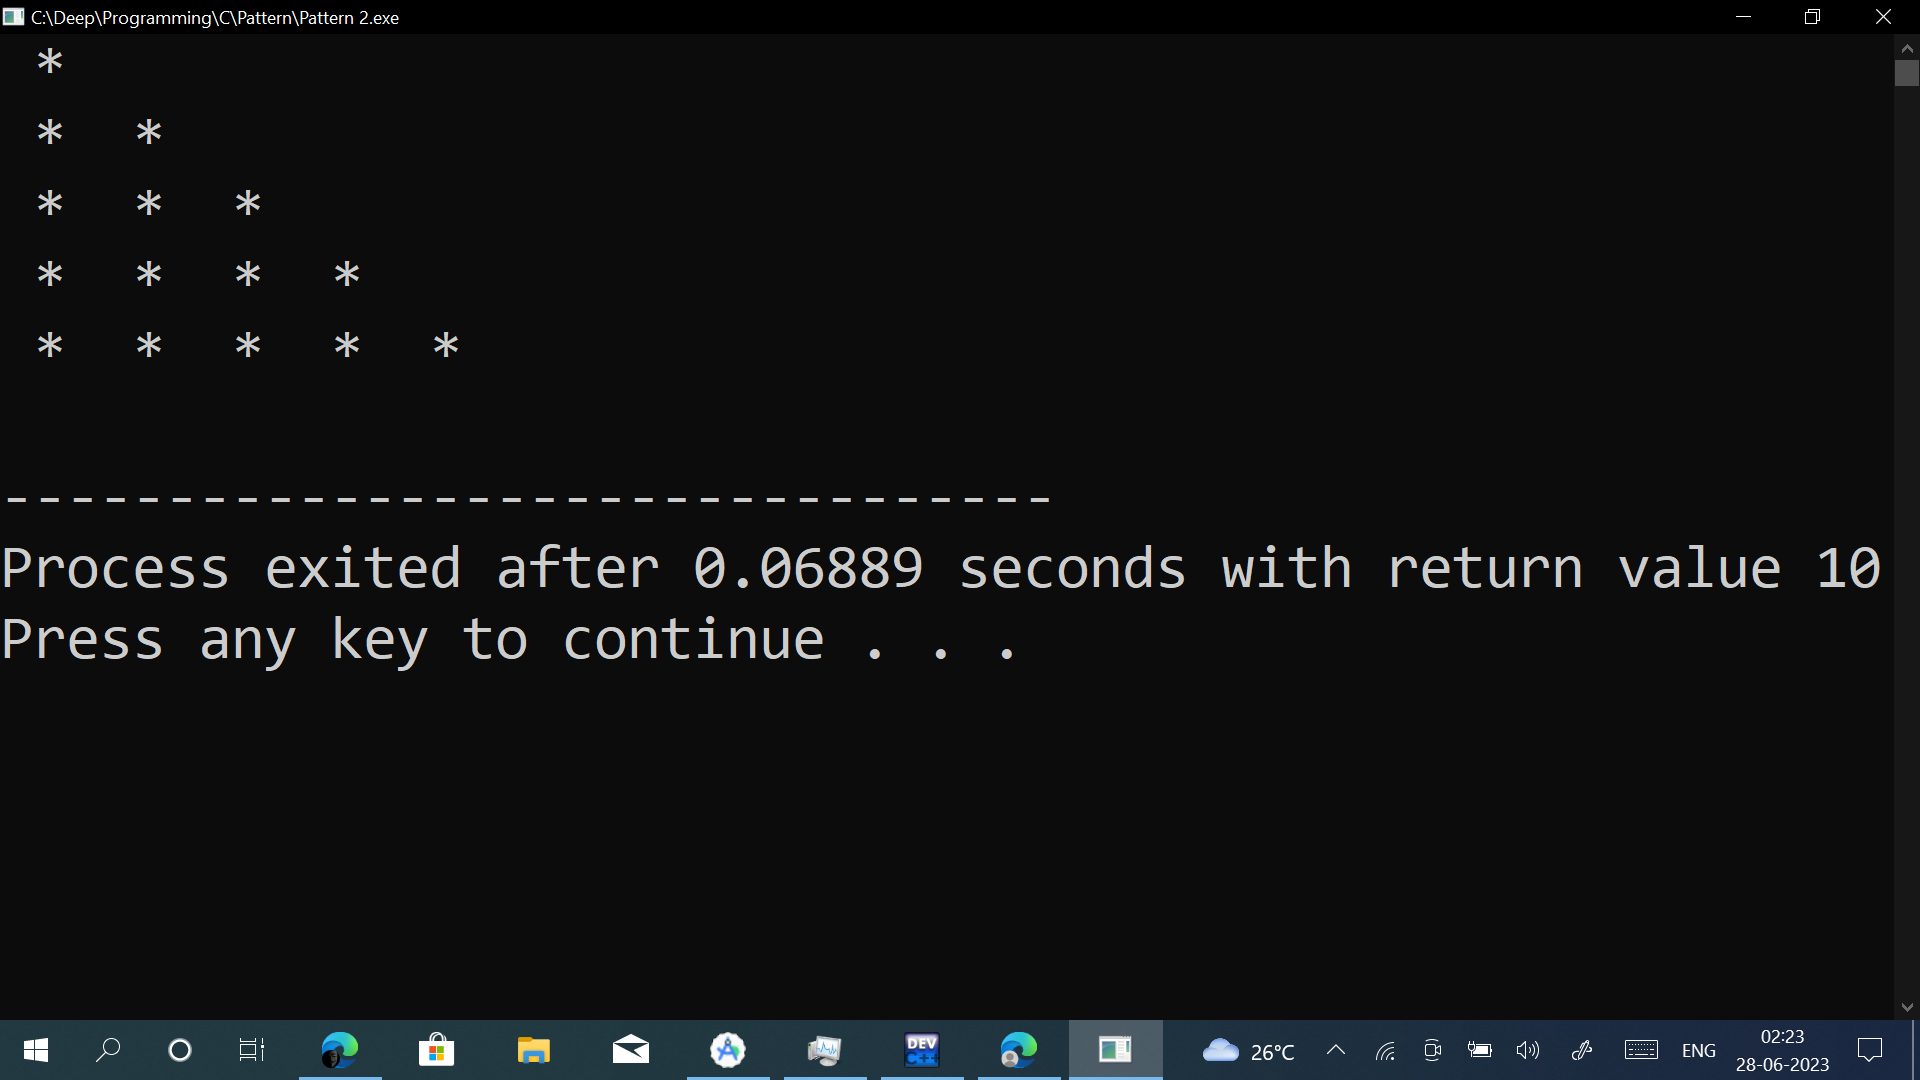 C:\Deep\Programming\C\Pattern\Pattern 2.exe
*
* *
* * *
* * * *
* * * * *
--------------------------------
Process exited after 0.06889 seconds with return value 10
Press any key to continue . . .
DEV
C++
26°C
ENG
02:23
28-06-2023